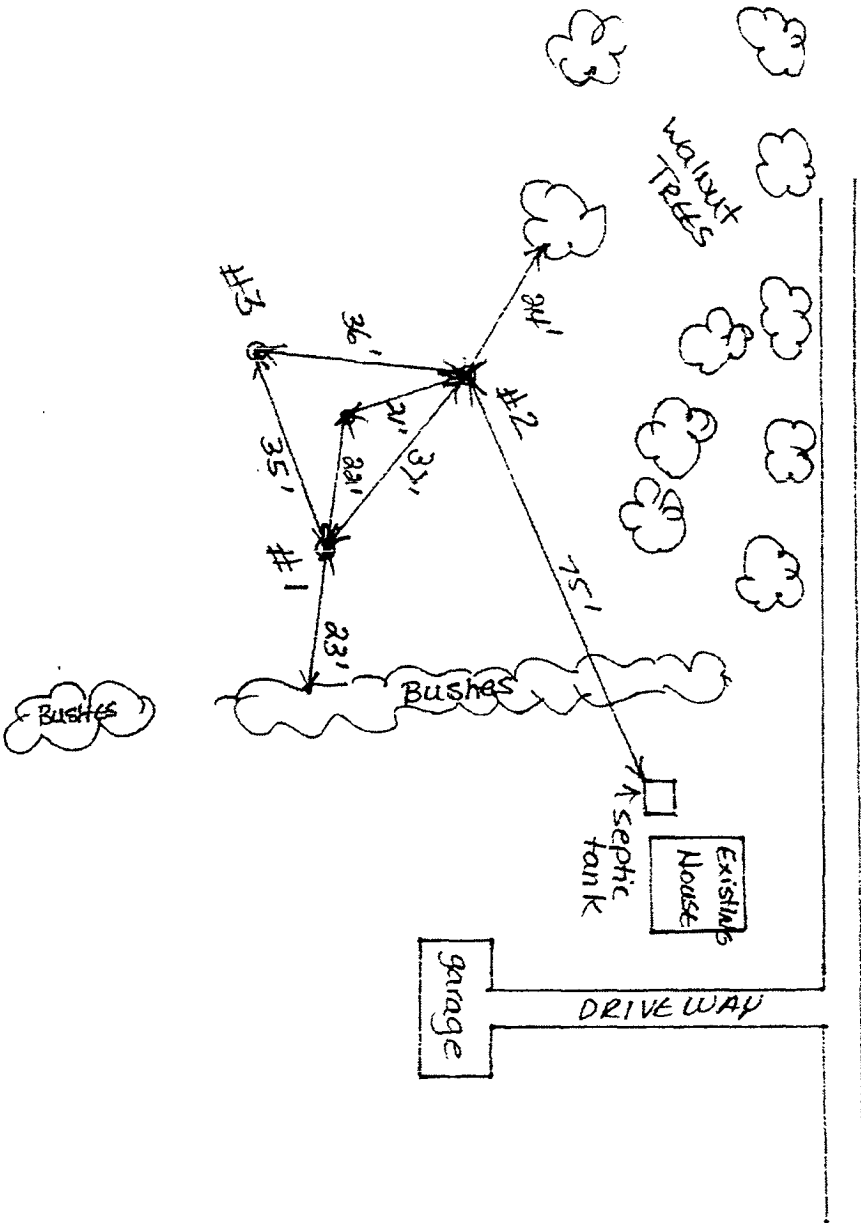 walnut
TREES
24'
#3
36'
#2
21'
37'
22'
35'
#1
75'
23'
Bushes
Bushes
↑ septic
tank
Existing
House
garage
DRIVEWAY